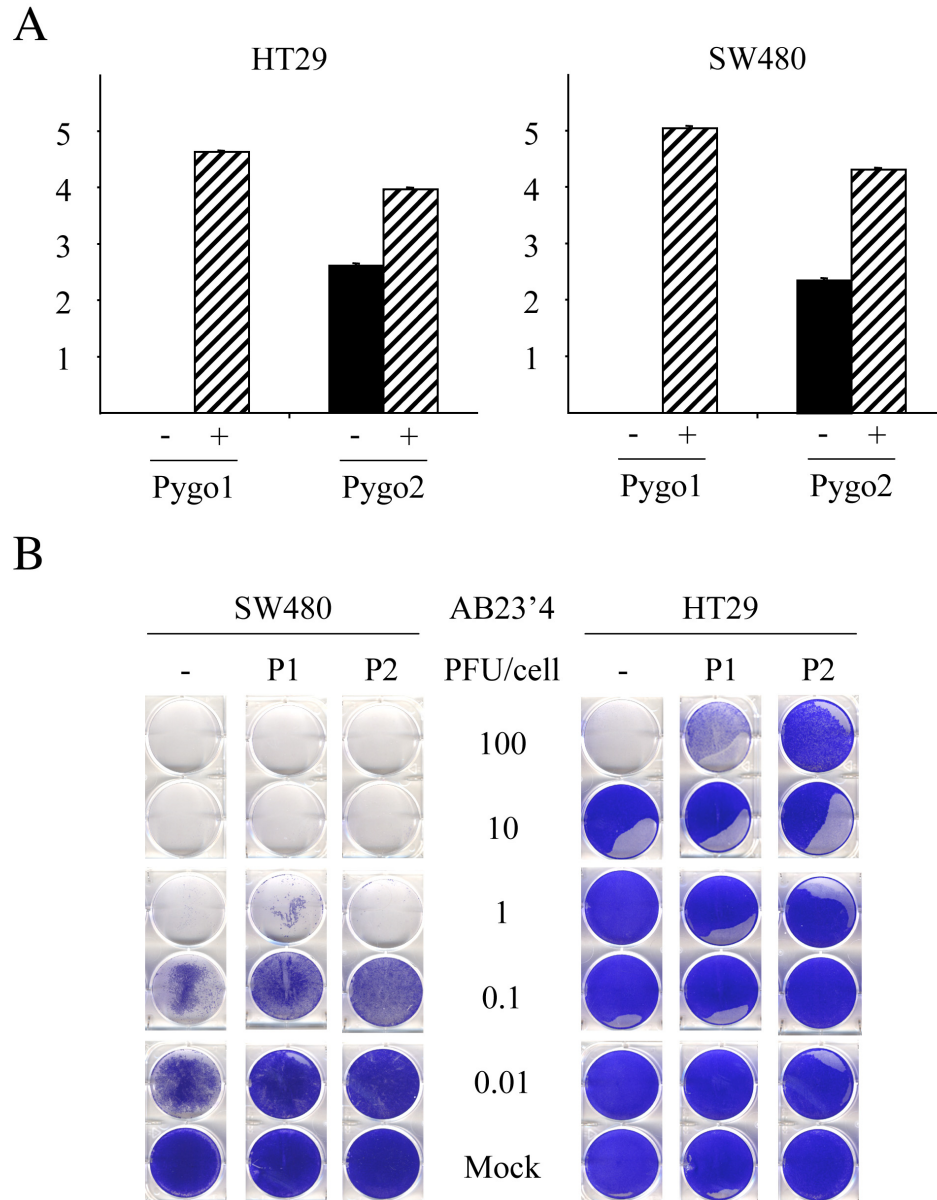 A
HT29 SW480
5 5
4 4
3 3
2 2
1 1
- + - + - + - +
Pygo1 Pygo2 Pygo1 Pygo2
B
SW480 AB23’4 HT29
- P1 P2 PFU/cell - P1 P2
100
10
1
0.1
0.01
Mock